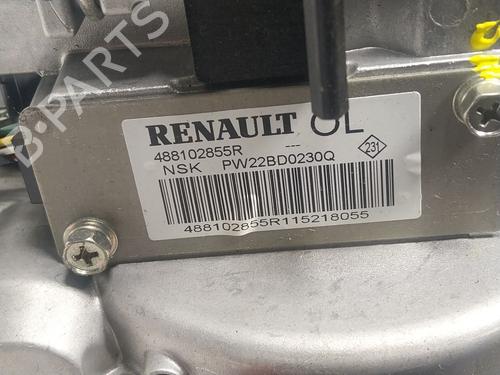 B-PARTS
RENAULT OL
488102855R ---
NSK PW22BD0230Q 231
488102855R115218055